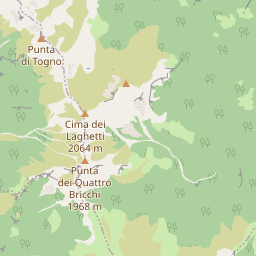 Punta
di Togno
Cima dei
Laghetti
2064 m
Punta
dei Quattro
Bricchi
1968 m